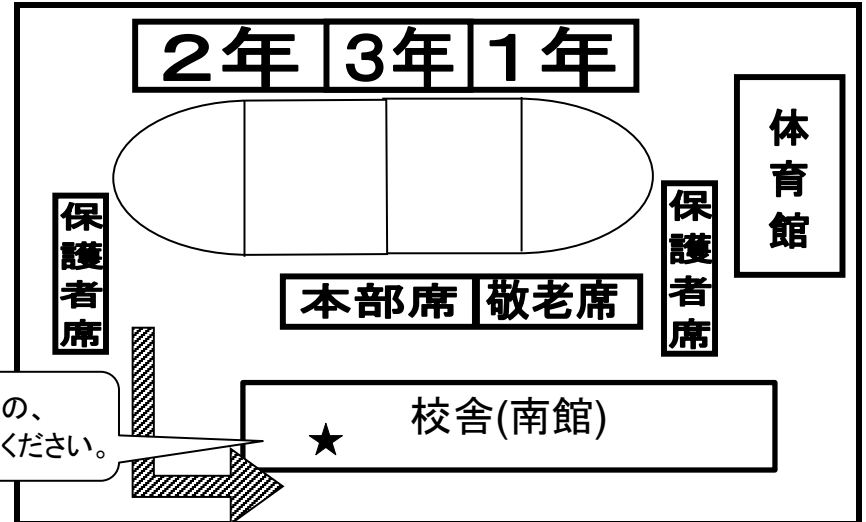 ２年 ３年 １年
体育館
保護者席
保護者席
本部席 敬老席
校舎(南館)
★
の、
ください。